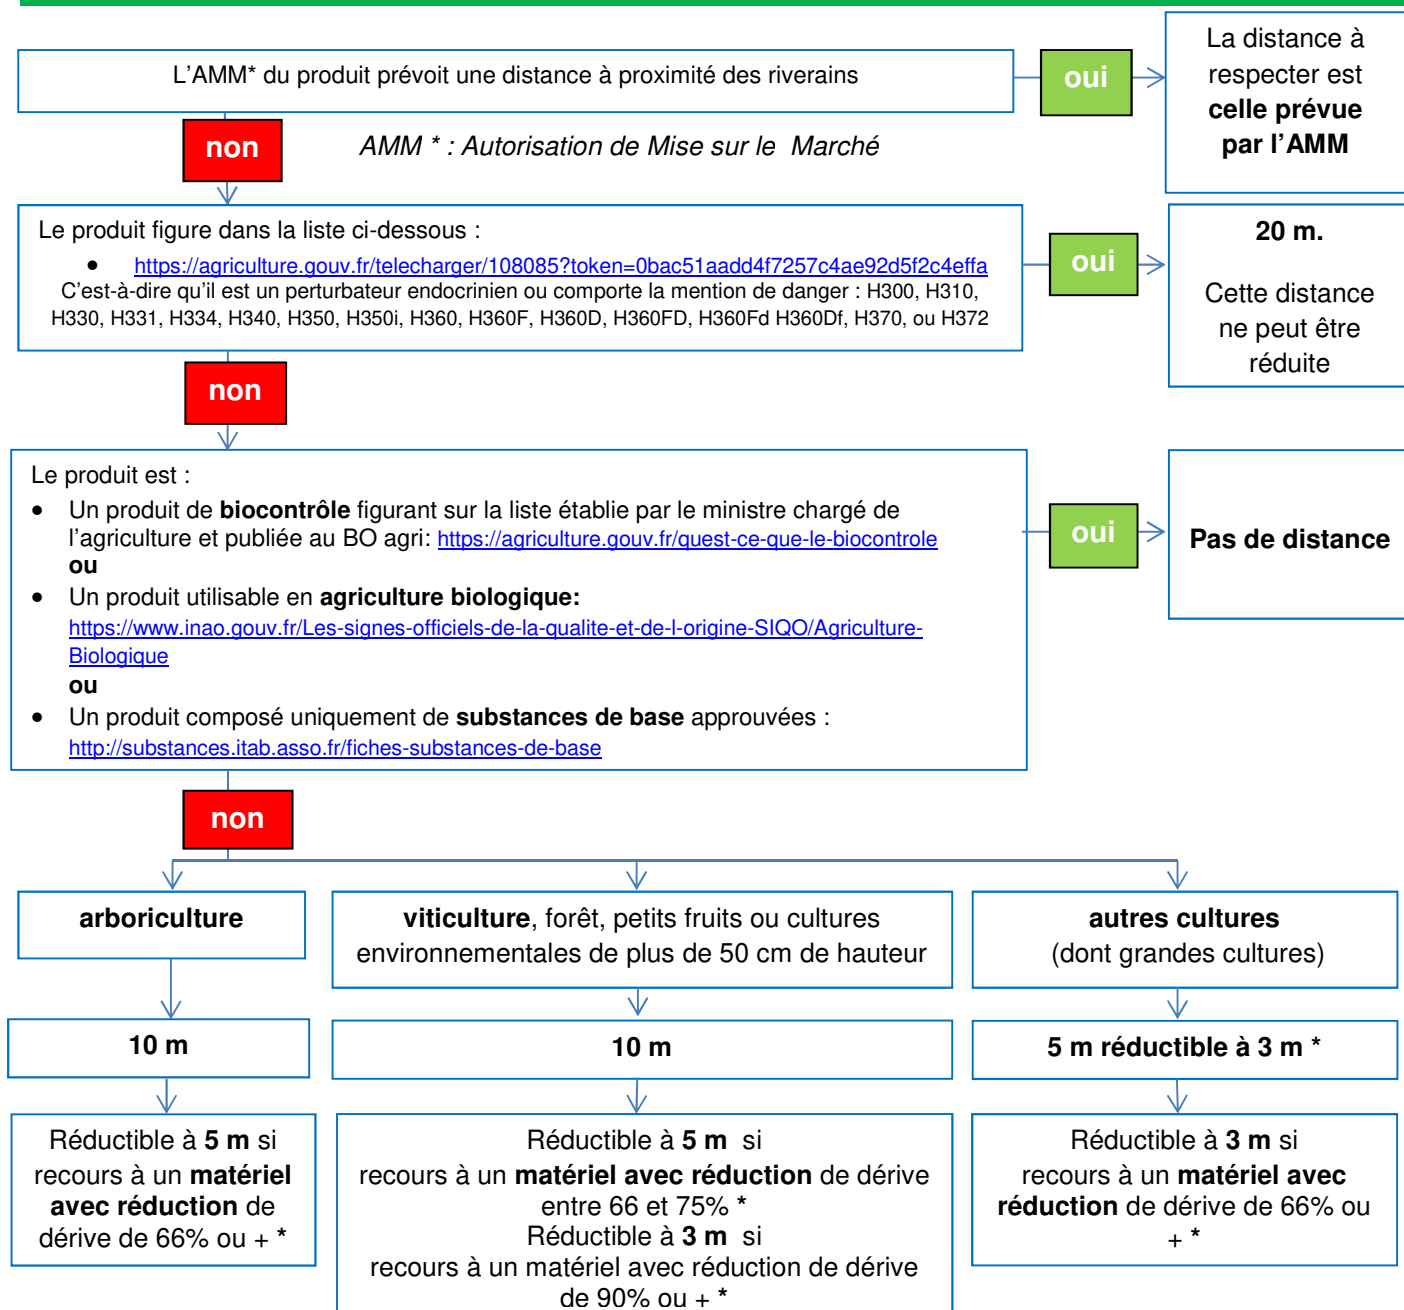 L'AMM* du produit prévoit une distance à proximité des riverains
oui
La distance à
respecter est
celle prévue
par l'AMM
non
AMM * : Autorisation de Mise sur le Marché
Le produit figure dans la liste ci-dessous :
• https://agriculture.gouv.fr/telecharger/108085?token=0bac51aadd4f7257c4ae92d5f2c4effa
C'est-à-dire qu'il est un perturbateur endocrinien ou comporte la mention de danger : H300, H310,
H330, H331, H334, H340, H350, H350i, H360, H360F, H360D, H360FD, H360Fd H360Df, H370, ou H372
oui
20 m.
Cette distance
ne peut être
réduite
non
Le produit est :
• Un produit de biocontrôle figurant sur la liste établie par le ministre chargé de
l'agriculture et publiée au BO agri: https://agriculture.gouv.fr/quest-ce-que-le-biocontrole
ou
• Un produit utilisable en agriculture biologique:
https://www.inao.gouv.fr/Les-signes-officiels-de-la-qualite-et-de-l-origine-SIQO/Agriculture-
Biologique
ou
• Un produit composé uniquement de substances de base approuvées :
http://substances.itab.asso.fr/fiches-substances-de-base
oui
Pas de distance
non
arboriculture
10 m
Réductible à 5 m si
recours à un matériel
avec réduction de
dérive de 66% ou + *
viticulture, forêt, petits fruits ou cultures
environnementales de plus de 50 cm de hauteur
10 m
Réductible à 5 m si
recours à un matériel avec réduction de dérive
entre 66 et 75% *
Réductible à 3 m si
recours à un matériel avec réduction de dérive
de 90% ou + *
autres cultures
(dont grandes cultures)
5 m réductible à 3 m *
Réductible à 3 m si
recours à un matériel avec
réduction de dérive de 66% ou
+ *